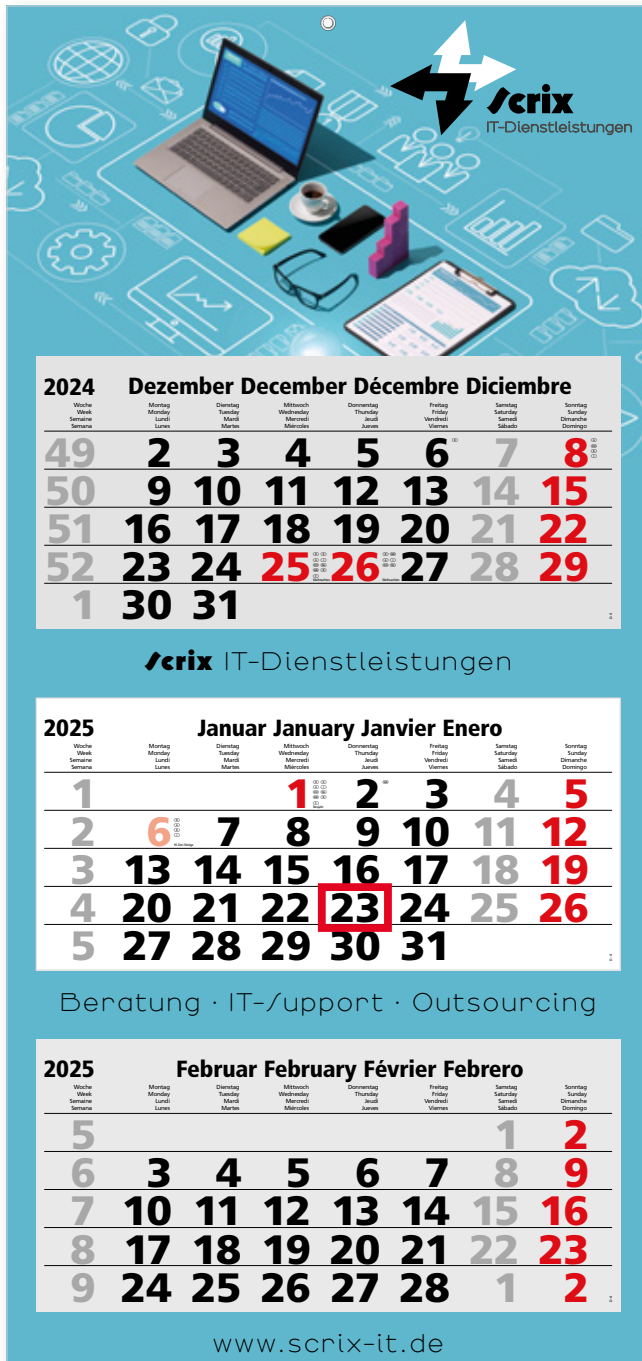 Scrix
IT-Dienstleistungen
2024 Dezember December Décembre Diciembre
Woche Montag Dienstag Mittwoch Donnerstag Freitag Samstag Sonntag
Week Monday Tuesday Wednesday Thursday Friday Saturday Sunday
Semaine Lundi Mardi Mercredi Jeudi Vendredi Samedi Dimanche
Semana Lunes Martes Miércoles Jueves Viernes Sábado Domingo
49 2 3 4 5 6 7 8
50 9 10 11 12 13 14 15
51 16 17 18 19 20 21 22
52 23 24 25 26 27 28 29
1 30 31
Scrix IT-Dienstleistungen
2025 Januar January Janvier Enero
Woche Montag Dienstag Mittwoch Donnerstag Freitag Samstag Sonntag
Week Monday Tuesday Wednesday Thursday Friday Saturday Sunday
Semaine Lundi Mardi Mercredi Jeudi Vendredi Samedi Dimanche
Semana Lunes Martes Miércoles Jueves Viernes Sábado Domingo
1 1 2 3 4 5
2 6 7 8 9 10 11 12
3 13 14 15 16 17 18 19
4 20 21 22 23 24 25 26
5 27 28 29 30 31
Beratung · IT-Support · Outsourcing
2025 Februar February Février Febrero
Woche Montag Dienstag Mittwoch Donnerstag Freitag Samstag Sonntag
Week Monday Tuesday Wednesday Thursday Friday Saturday Sunday
Semaine Lundi Mardi Mercredi Jeudi Vendredi Samedi Dimanche
Semana Lunes Martes Miércoles Jueves Viernes Sábado Domingo
5 1 2
6 3 4 5 6 7 8 9
7 10 11 12 13 14 15 16
8 17 18 19 20 21 22 23
9 24 25 26 27 28 1 2
www.scrix-it.de